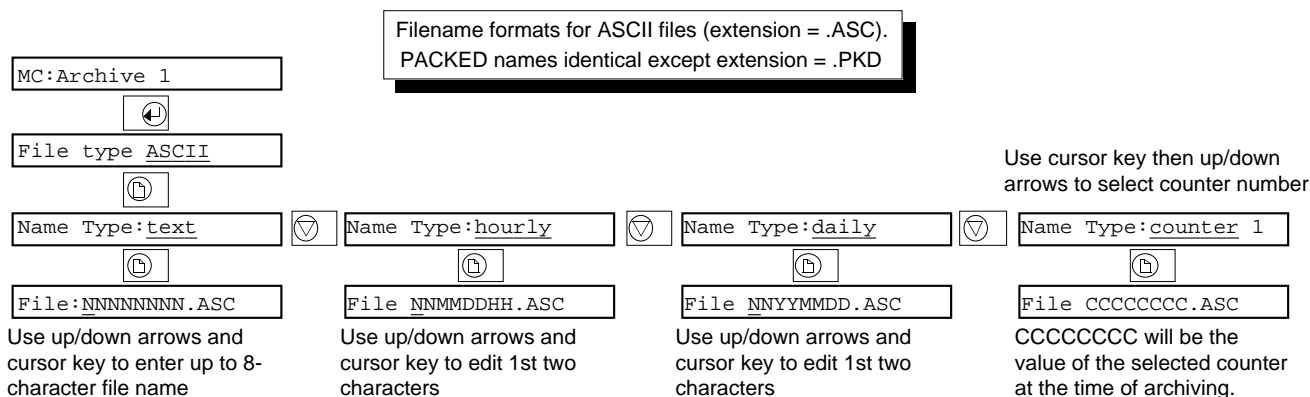 Filename formats for ASCII files (extension = .ASC).
PACKED names identical except extension = .PKD
MC:Archive 1
File type ASCII
Use cursor key then up/down
arrows to select counter number
Name Type:text
Name Type:hourly
Name Type:daily
Name Type:counter 1
File:NNNNNNNN.ASC
Use up/down arrows and
cursor key to enter up to 8-
character file name
File NNMMDDHH.ASC
Use up/down arrows and
cursor key to edit 1st two
characters
File NNYYMMDD.ASC
Use up/down arrows and
cursor key to edit 1st two
characters
File CCCCCCCC.ASC
CCCCCCCC will be the
value of the selected counter
at the time of archiving.